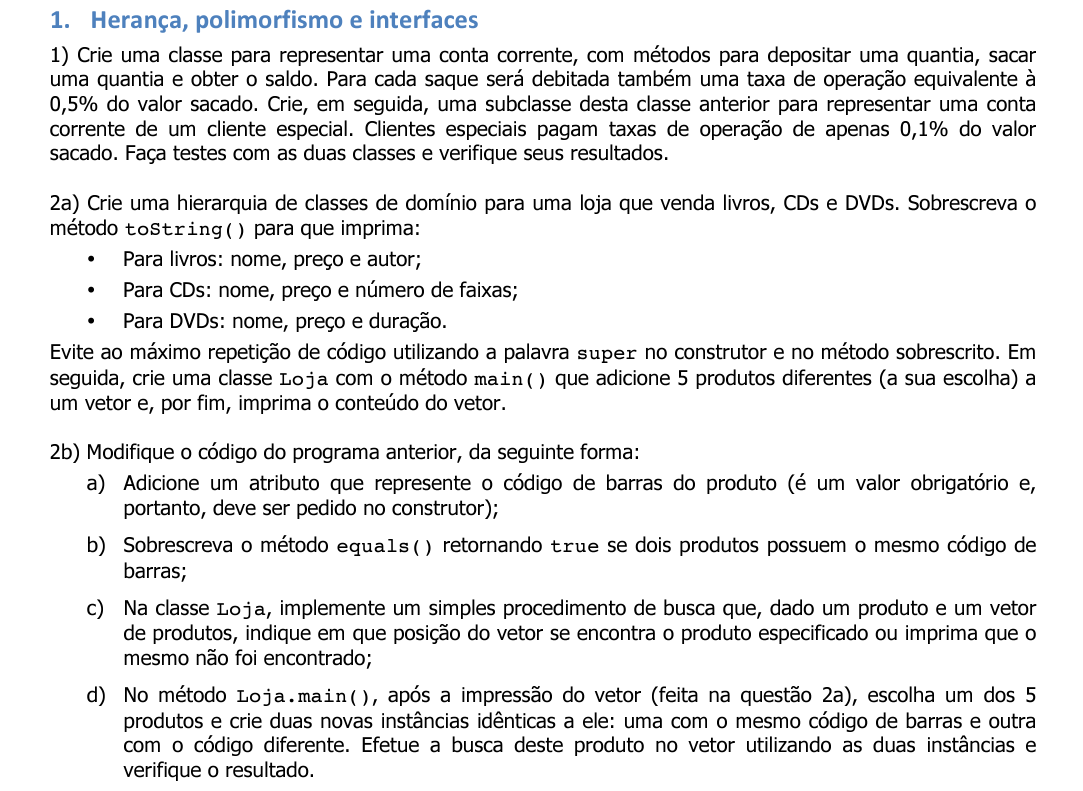 1. Herança, polimorfismo e interfaces
1) Crie uma classe para representar uma conta corrente, com métodos para depositar uma quantia, sacar
uma quantia e obter o saldo. Para cada saque será debitada também uma taxa de operação equivalente à
0,5% do valor sacado. Crie, em seguida, uma subclasse desta classe anterior para representar uma conta
corrente de um cliente especial. Clientes especiais pagam taxas de operação de apenas 0,1% do valor
sacado. Faça testes com as duas classes e verifique seus resultados.
2a) Crie uma hierarquia de classes de domínio para uma loja que venda livros, CDs e DVDs. Sobrescreva o
método toString() para que imprima:
• Para livros: nome, preço e autor;
• Para CDs: nome, preço e número de faixas;
• Para DVDs: nome, preço e duração.
Evite ao máximo repetição de código utilizando a palavra super no construtor e no método sobrescrito. Em
seguida, crie uma classe Loja com o método main() que adicione 5 produtos diferentes (a sua escolha) a
um vetor e, por fim, imprima o conteúdo do vetor.
2b) Modifique o código do programa anterior, da seguinte forma:
a) Adicione um atributo que represente o código de barras do produto (é um valor obrigatório e,
portanto, deve ser pedido no construtor);
b) Sobrescreva o método equals() retornando true se dois produtos possuem o mesmo código de
barras;
c) Na classe Loja, implemente um simples procedimento de busca que, dado um produto e um vetor
de produtos, indique em que posição do vetor se encontra o produto especificado ou imprima que o
mesmo não foi encontrado;
d) No método Loja.main(), após a impressão do vetor (feita na questão 2a), escolha um dos 5
produtos e crie duas novas instâncias idênticas a ele: uma com o mesmo código de barras e outra
com o código diferente. Efetue a busca deste produto no vetor utilizando as duas instâncias e
verifique o resultado.